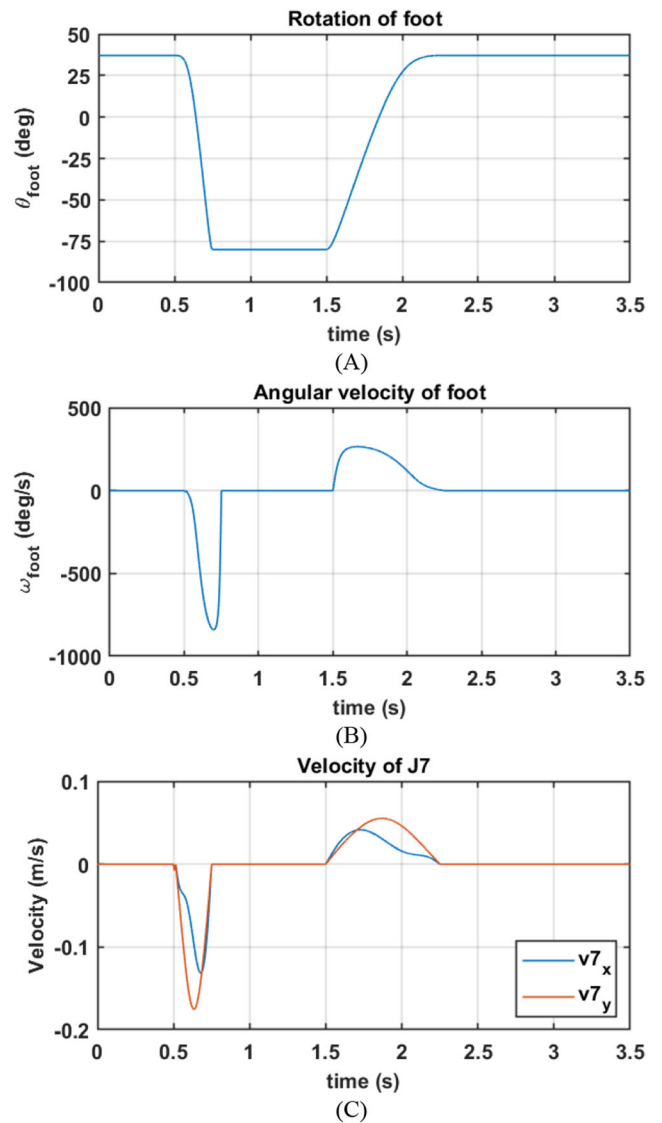 Rotation of foot
50
25
0
-25
-50
-75
-100
θfoot (deg)
0 0.5 1 1.5 2 2.5 3 3.5
time (s)
(A)
Angular velocity of foot
500
0
-500
-1000
ωfoot (deg/s)
0 0.5 1 1.5 2 2.5 3 3.5
time (s)
(B)
Velocity of J7
0.1
0
-0.1
-0.2
Velocity (m/s)
v7x
v7y
0 0.5 1 1.5 2 2.5 3 3.5
time (s)
(C)